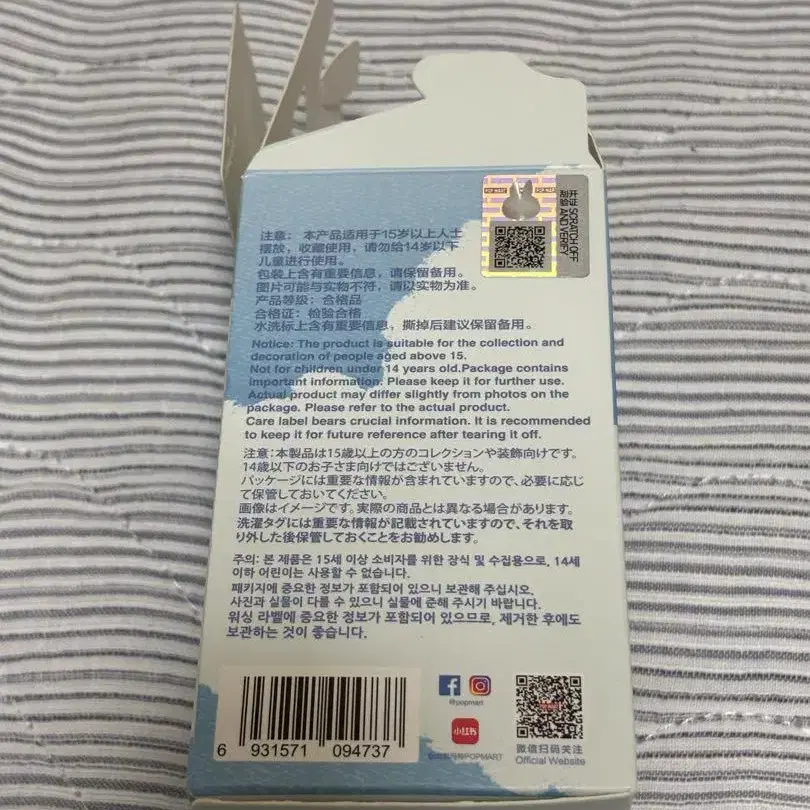 POP MART
POP MART
刮开
验证
SCRATCH OFF
AND VERIFY
注意： 本产品适用于15岁以上人士
摆放，收藏使用，请勿给14岁以下
儿童进行使用。
包装上含有重要信息，请保留备用。
图片可能与实物不符，请以实物为准。
产品等级：合格品
合格证：检验合格
水洗标上含有重要信息，撕掉后建议保留备用。
Notice: The product is suitable for the collection and
decoration of people aged above 15.
Not for children under 14 years old.Package contains
important information. Please keep it for further use.
Actual product may differ slightly from photos on the
package. Please refer to the actual product.
Care label bears crucial information. It is recommended
to keep it for future reference after tearing it off.
注意：本製品は15歳以上の方のコレクションや装飾向けです。
14歳以下のお子さま向けではございません。
パッケージには重要な情報が含まれていますので、必要に応じ
て保管しておいてください。
画像はイメージです。実際の商品とは異なる場合があります。
洗濯タグには重要な情報が記載されていますので、それを取
り外した後保管しておくことをお勧めします。
주의: 본 제품은 15세 이상 소비자를 위한 장식 및 수집용으로, 14세
이하 어린이는 사용할 수 없습니다.
패키지에 중요한 정보가 포함되어 있으니 보관해 주십시오.
사진과 실물이 다를 수 있으니 실물에 준해 주시기 바랍니다.
워싱 라벨에 중요한 정보가 포함되어 있으므로, 제거한 후에도
보관하는 것이 좋습니다.
6 931571 094737
@popmart
小红书
POPMART
微信扫码关注
Official Website